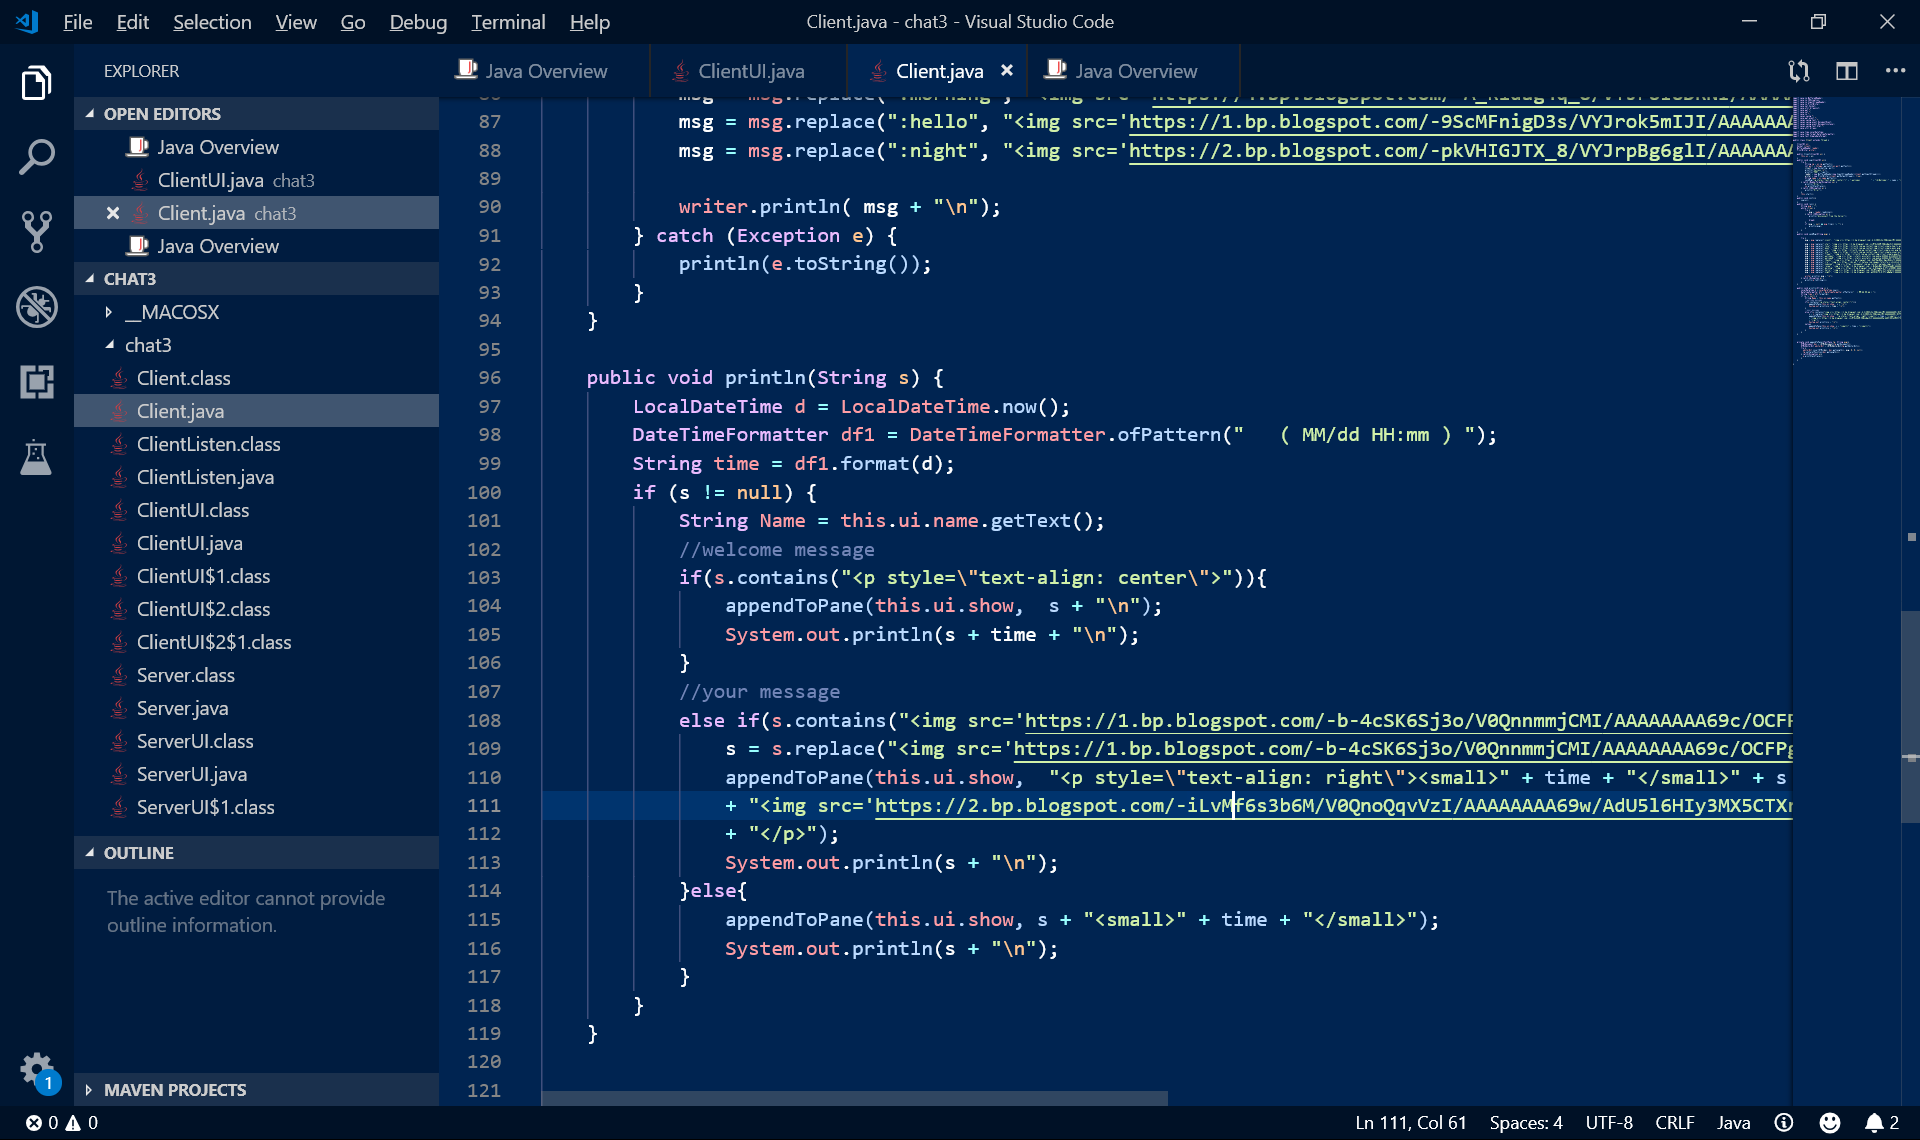 File Edit Selection View Go Debug Terminal Help
Client.java - chat3 - Visual Studio Code
EXPLORER
Java Overview
ClientUI.java
Client.java
Java Overview
OPEN EDITORS
Java Overview
ClientUI.java chat3
Client.java chat3
Java Overview
CHAT3
__MACOSX
chat3
Client.class
Client.java
ClientListen.class
ClientListen.java
ClientUI.class
ClientUI.java
ClientUI$1.class
ClientUI$2.class
ClientUI$2$1.class
Server.class
Server.java
ServerUI.class
ServerUI.java
ServerUI$1.class
OUTLINE
The active editor cannot provide
outline information.
MAVEN PROJECTS
87 msg = msg.replace(":hello", "<img src='https://1.bp.blogspot.com/-9ScMFnigD3s/VYJrok5mIJI/AAAAAAA
88 msg = msg.replace(":night", "<img src='https://2.bp.blogspot.com/-pkVHIGJTX_8/VYJrpBg6glI/AAAAAAA
89
90 writer.println( msg + "\n");
91 } catch (Exception e) {
92 println(e.toString());
93 }
94 }
95
96 public void println(String s) {
97 LocalDateTime d = LocalDateTime.now();
98 DateTimeFormatter df1 = DateTimeFormatter.ofPattern("   ( MM/dd HH:mm ) ");
99 String time = df1.format(d);
100 if (s != null) {
101 String Name = this.ui.name.getText();
102 //welcome message
103 if(s.contains("<p style=\"text-align: center\">")){
104 appendToPane(this.ui.show,  s + "\n");
105 System.out.println(s + time + "\n");
106 }
107 //your message
108 else if(s.contains("<img src='https://1.bp.blogspot.com/-b-4cSK6Sj3o/V0QnnmmjCMI/AAAAAAAA69c/OCFP
109 s = s.replace("<img src='https://1.bp.blogspot.com/-b-4cSK6Sj3o/V0QnnmmjCMI/AAAAAAAA69c/OCFPg
110 appendToPane(this.ui.show,  "<p style=\"text-align: right\"><small>" + time + "</small>" + s
111 + "<img src='https://2.bp.blogspot.com/-iLvMf6s3b6M/V0QnoQqvVzI/AAAAAAAA69w/AdU5l6HIy3MX5CTXr
112 + "</p>");
113 System.out.println(s + "\n");
114 }else{
115 appendToPane(this.ui.show, s + "<small>" + time + "</small>");
116 System.out.println(s + "\n");
117 }
118 }
119 }
120
121
1
0 0
Ln 111, Col 61 Spaces: 4 UTF-8 CRLF Java 2